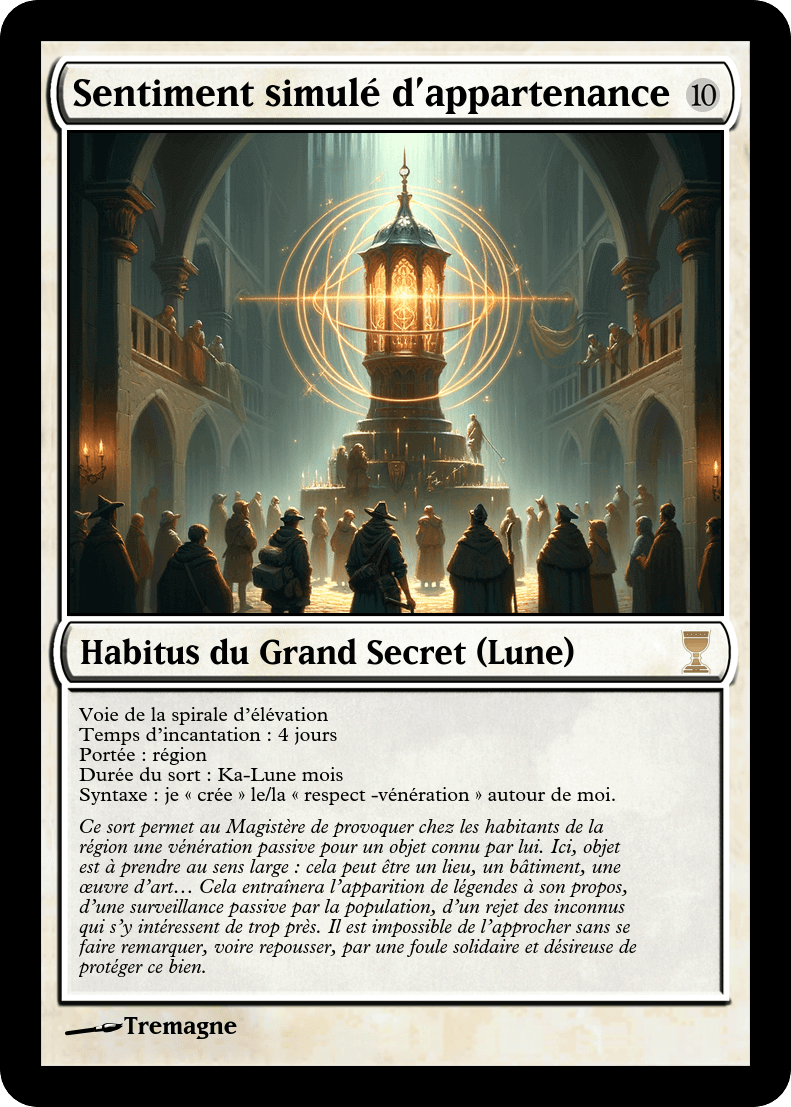 Sentiment simulé d'appartenance 10
Habitus du Grand Secret (Lune)
Voie de la spirale d'élévation
Temps d'incantation : 4 jours
Portée : région
Durée du sort : Ka-Lune mois
Syntaxe : je « crée » le/la « respect -vénération » autour de moi.
Ce sort permet au Magistère de provoquer chez les habitants de la
région une vénération passive pour un objet connu par lui. Ici, objet
est à prendre au sens large : cela peut être un lieu, un bâtiment, une
œuvre d'art… Cela entraînera l'apparition de légendes à son propos,
d'une surveillance passive par la population, d'un rejet des inconnus
qui s'y intéressent de trop près. Il est impossible de l'approcher sans se
faire remarquer, voire repousser, par une foule solidaire et désireuse de
protéger ce bien.
Tremagne